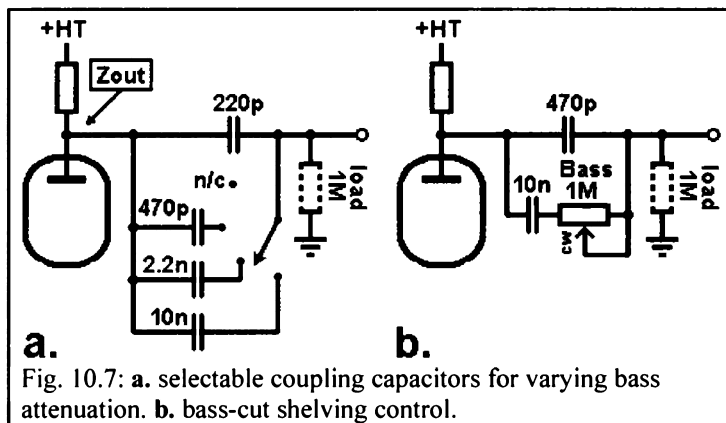 +HT
Zout
220p
n/c
470p
2.2n
10n
load
1M
a.
+HT
470p
Bass
1M
10n
cw
load
1M
b.
Fig. 10.7: a. selectable coupling capacitors for varying bass
attenuation. b. bass-cut shelving control.